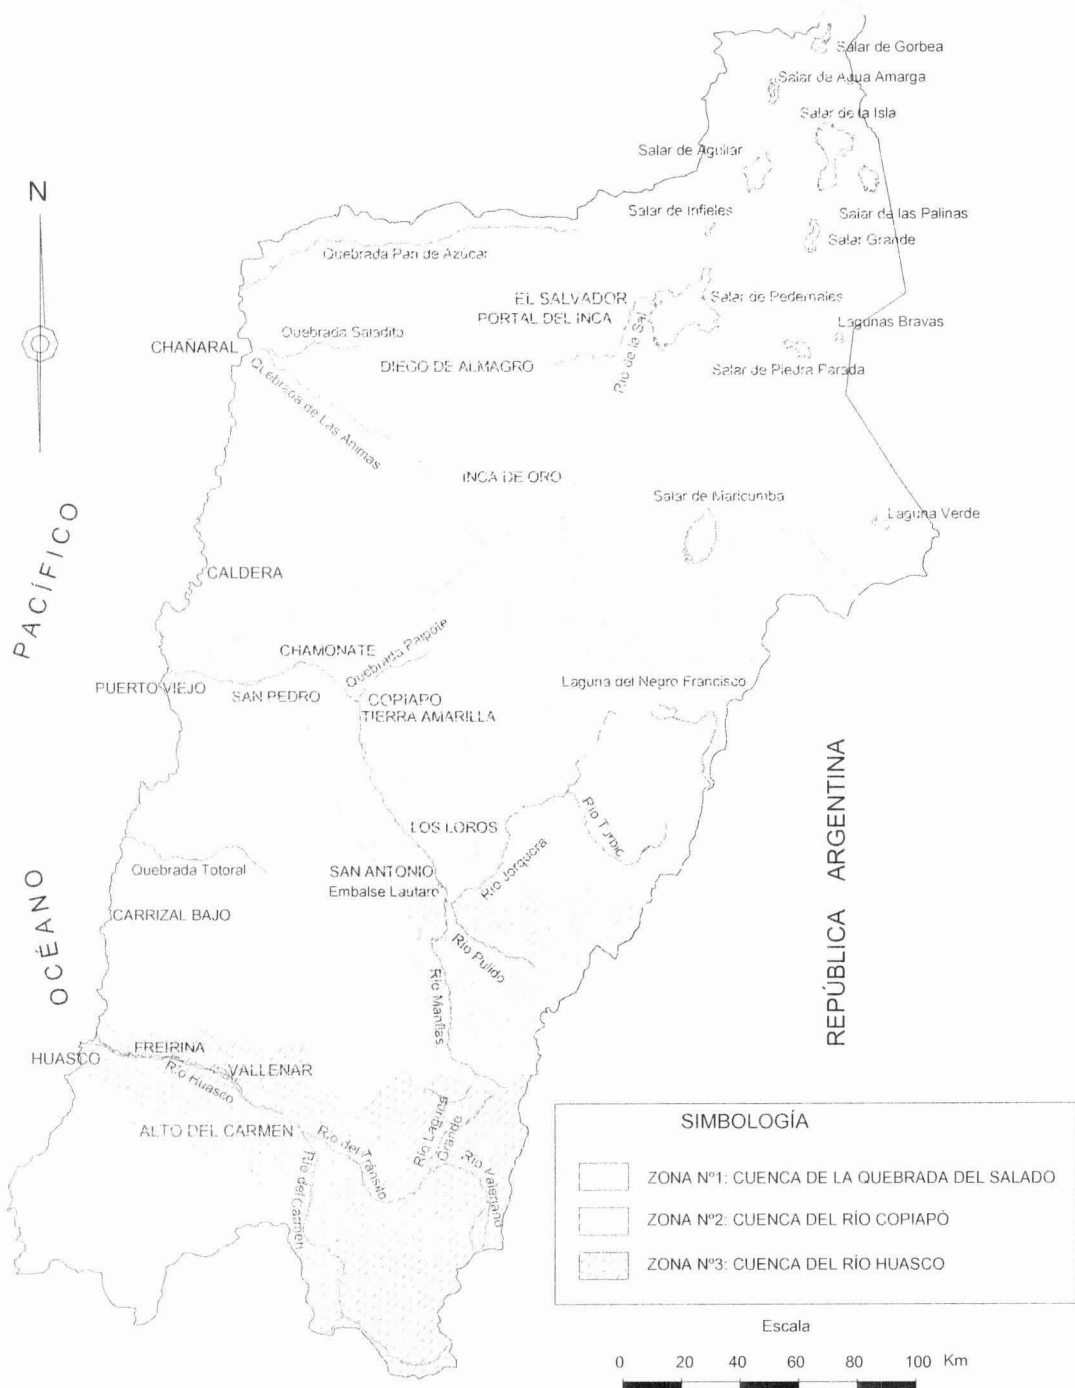 Salar de Gorbea
Salar de Agua Amarga
Salar de la Isla
Salar de Aguilar
N
Salar de Infieles
Salar de las Palinas
Salar Grande
Quebrada Pan de Azúcar
EL SALVADOR
Salar de Pedernales
PORTAL DEL INCA
Lagunas Bravas
Quebrada Saladito
CHAÑARAL
Río de la Sal
DIEGO DE ALMAGRO
Salar de Piedra Parada
Quebrada de Las Animas
INCA DE ORO
Salar de Maricumba
Laguna Verde
PACÍFICO
CALDERA
CHAMONATE
Quebrada Paipote
PUERTO VIEJO
SAN PEDRO
COPIAPO
TIERRA AMARILLA
Laguna del Negro Francisco
REPÚBLICA ARGENTINA
LOS LOROS
Río Jorquera
Quebrada Totoral
SAN ANTONIO
Embalse Lautaro
CARRIZAL BAJO
OCÉANO
Río Pulido
Río Manflas
HUASCO
FREIRINA
VALLENAR
Río Huasco
ALTO DEL CARMEN
Río del Tránsito
Río Laguna
Grande
Río Valeriano
Río del Carmen
SIMBOLOGÍA
ZONA Nº1: CUENCA DE LA QUEBRADA DEL SALADO
ZONA Nº2: CUENCA DEL RÍO COPIAPÓ
ZONA Nº3: CUENCA DEL RÍO HUASCO
Escala
0 20 40 60 80 100 Km